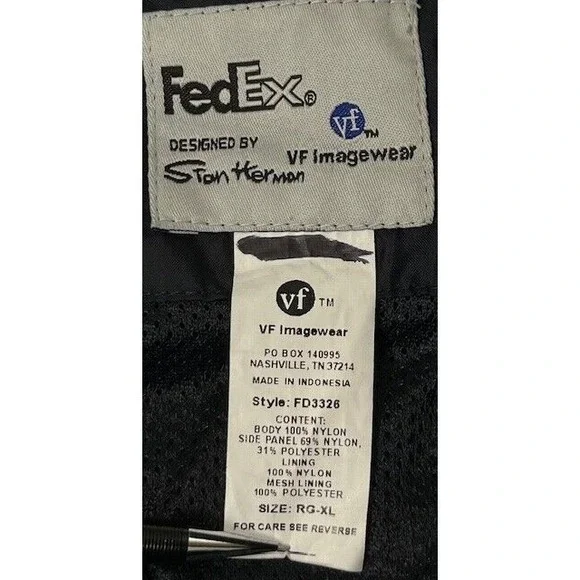 FedEx®
vf™
DESIGNED BY
Stan Herman
VF Imagewear
vf TM
VF Imagewear
PO BOX 140995
NASHVILLE, TN 37214
MADE IN INDONESIA
Style: FD3326
CONTENT:
BODY 100% NYLON
SIDE PANEL 69% NYLON,
31% POLYESTER
LINING
100% NYLON
MESH LINING
100% POLYESTER
SIZE: RG-XL
FOR CARE SEE REVERSE